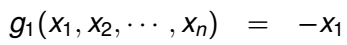 g₁(x₁, x₂, ⋯ , xₙ) = −x₁